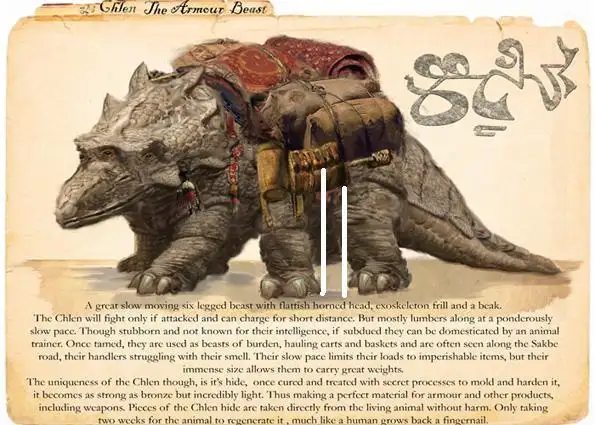 Chlen The Armour Beast
A great slow moving six legged beast with flattish horned head, exoskeleton frill and a beak.
The Chlen will fight only if attacked and can charge for short distance. But mostly lumbers along at a ponderously
slow pace. Though stubborn and not known for their intelligence, if subdued they can be domesticated by an animal
trainer. Once tamed, they are used as beasts of burden, hauling carts and baskets and are often seen along the Sakbe
road, their handlers struggling with their smell. Their slow pace limits their loads to imperishable items, but their
immense size allows them to carry great weights.
The uniqueness of the Chlen though, is it's hide, once cured and treated with secret processes to mold and harden it,
it becomes as strong as bronze but incredibly light. Thus making a perfect material for armour and other products,
including weapons. Pieces of the Chlen hide are taken directly from the living animal without harm. Only taking
two weeks for the animal to regenerate it , much like a human grows back a fingernail.